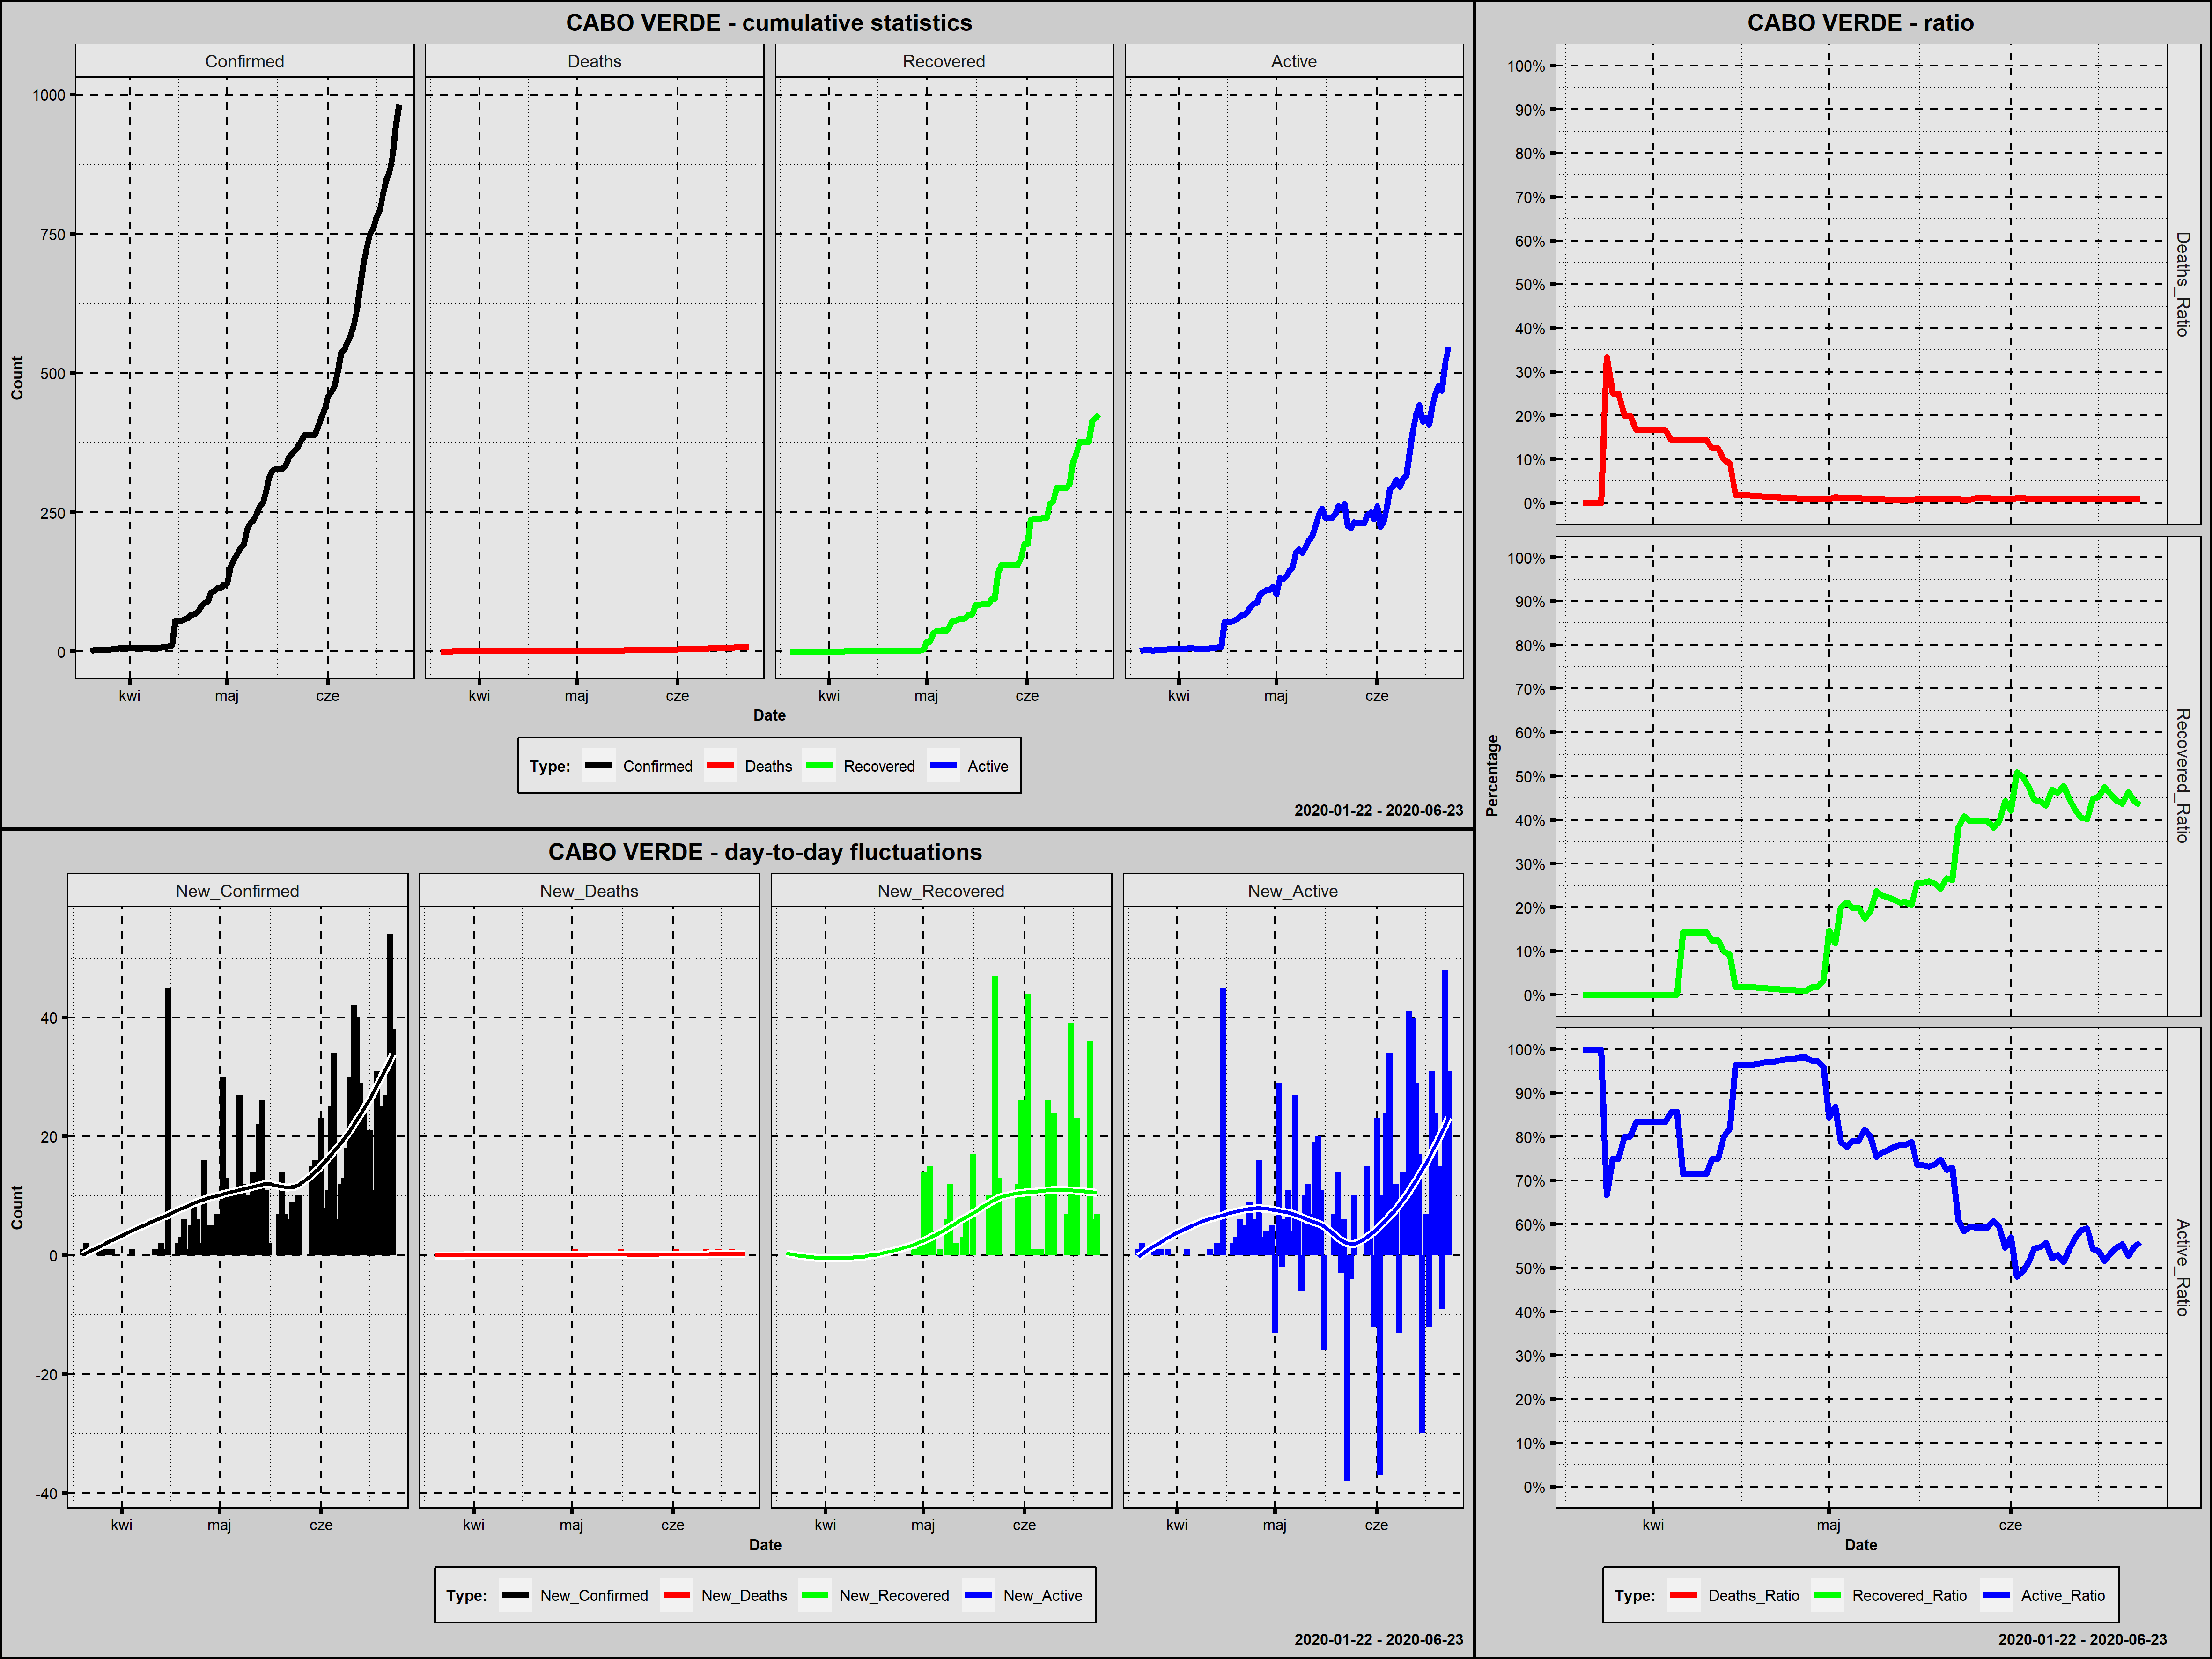 CABO VERDE - cumulative statistics
Confirmed Deaths Recovered Active
1000
750
500
250
0
Count
kwi maj cze kwi maj cze kwi maj cze kwi maj cze
Date
Type: Confirmed Deaths Recovered Active
2020-01-22 - 2020-06-23
CABO VERDE - day-to-day fluctuations
New_Confirmed New_Deaths New_Recovered New_Active
40
20
0
-20
-40
Count
kwi maj cze kwi maj cze kwi maj cze kwi maj cze
Date
Type: New_Confirmed New_Deaths New_Recovered New_Active
2020-01-22 - 2020-06-23
CABO VERDE - ratio
100%
90%
80%
70%
60%
50%
40%
30%
20%
10%
0%
Deaths_Ratio
100%
90%
80%
70%
60%
50%
40%
30%
20%
10%
0%
Recovered_Ratio
Percentage
100%
90%
80%
70%
60%
50%
40%
30%
20%
10%
0%
Active_Ratio
kwi maj cze
Date
Type: Deaths_Ratio Recovered_Ratio Active_Ratio
2020-01-22 - 2020-06-23